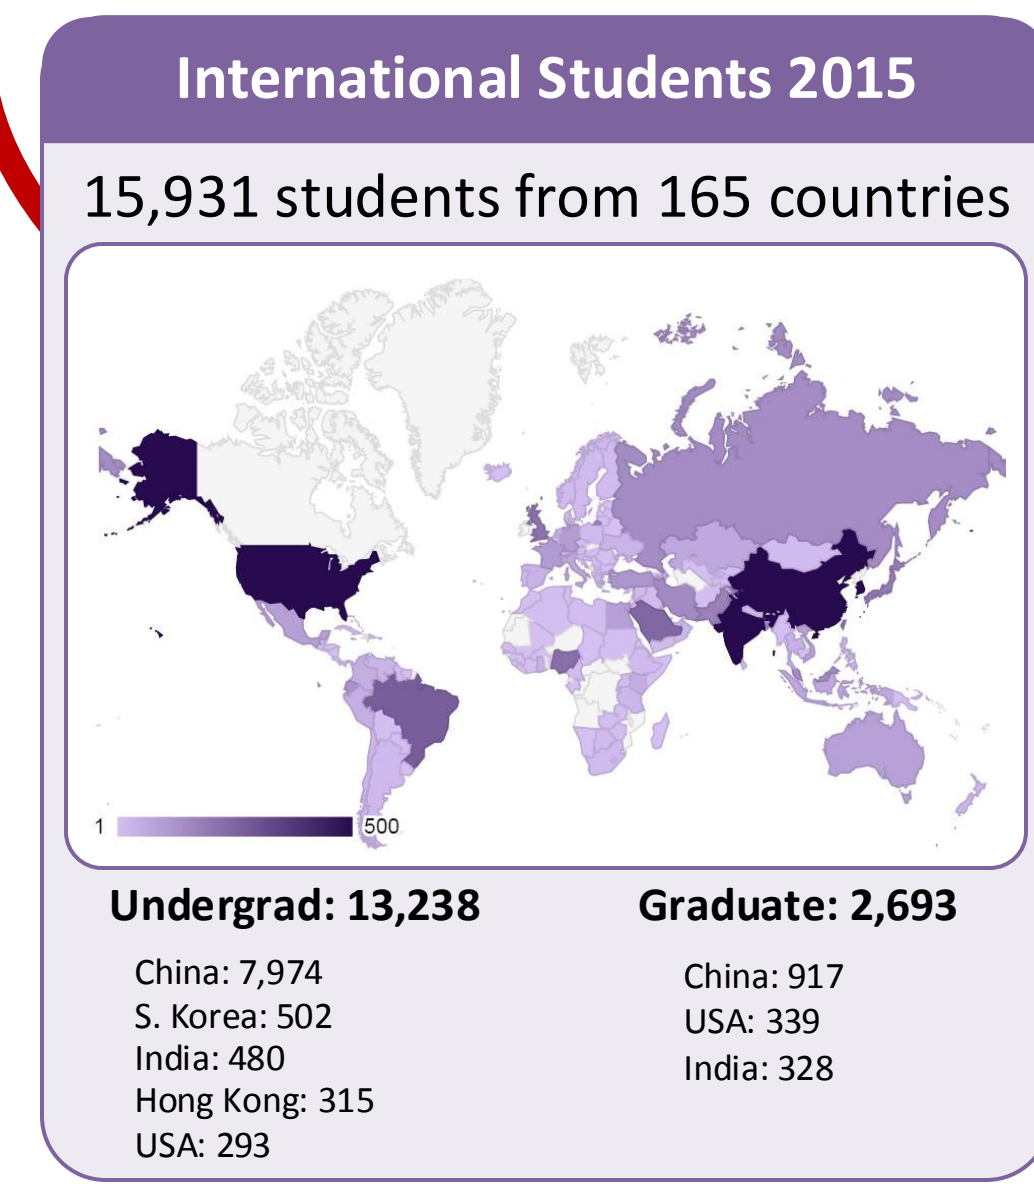 International Students 2015
15,931 students from 165 countries
1
500
Undergrad: 13,238
China: 7,974
S. Korea: 502
India: 480
Hong Kong: 315
USA: 293
Graduate: 2,693
China: 917
USA: 339
India: 328